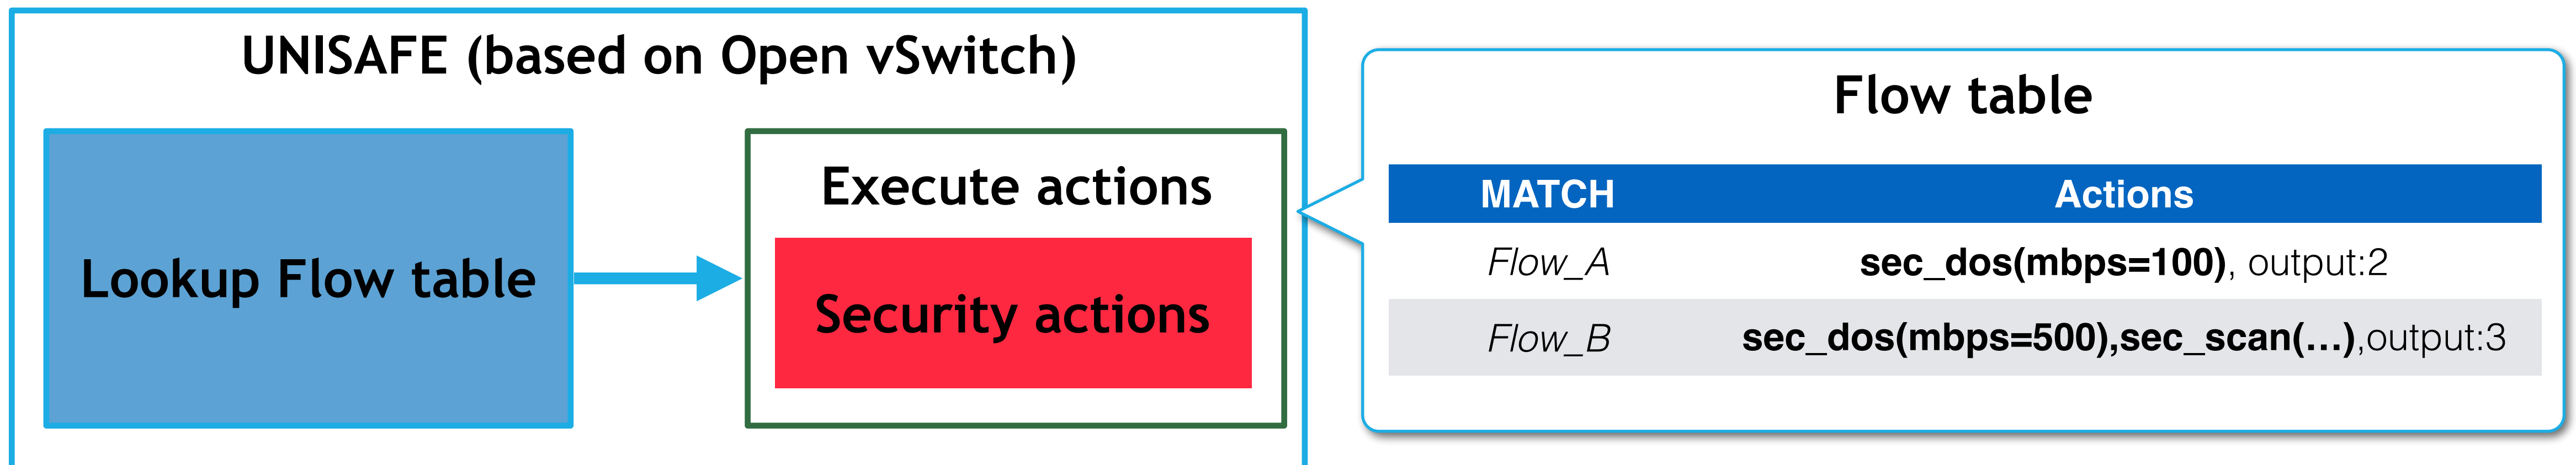 UNISAFE (based on Open vSwitch)
Lookup Flow table
Execute actions
Security actions
Flow table
MATCH Actions
Flow_A sec_dos(mbps=100), output:2
Flow_B sec_dos(mbps=500),sec_scan(...),output:3